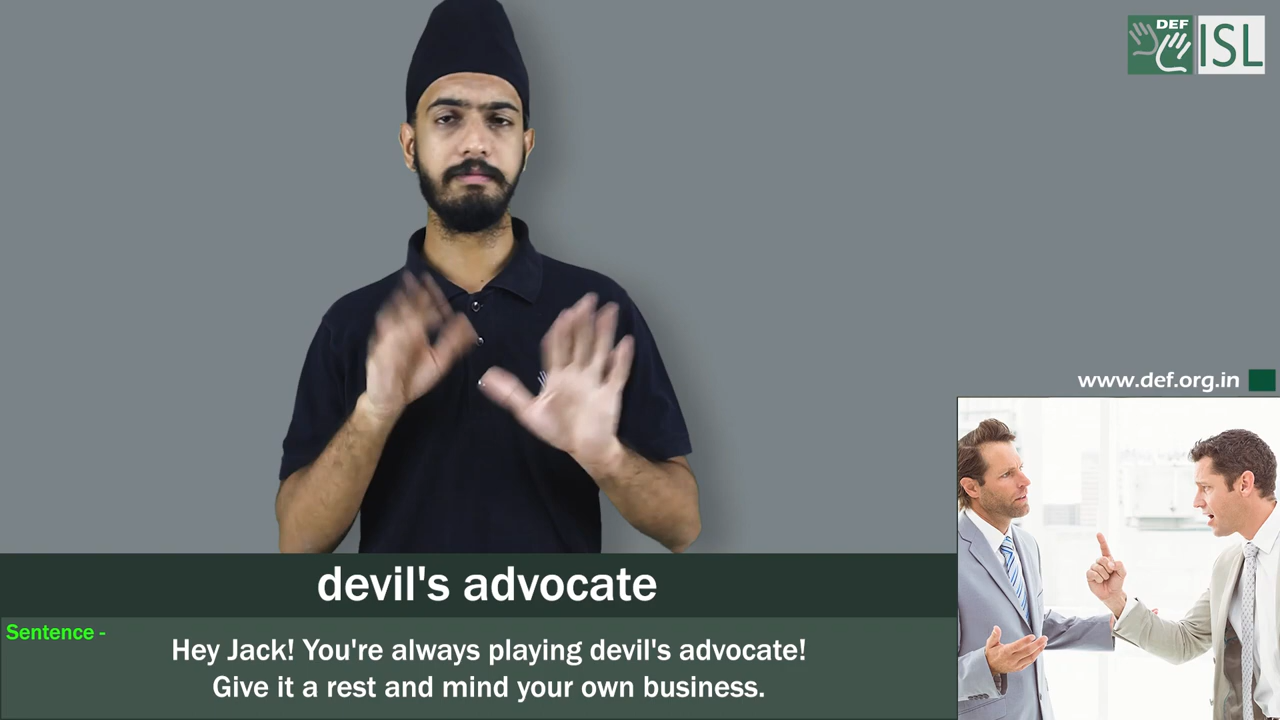 DEF
ISL
www.def.org.in
devil's advocate
Sentence -
Hey Jack! You're always playing devil's advocate!
Give it a rest and mind your own business.